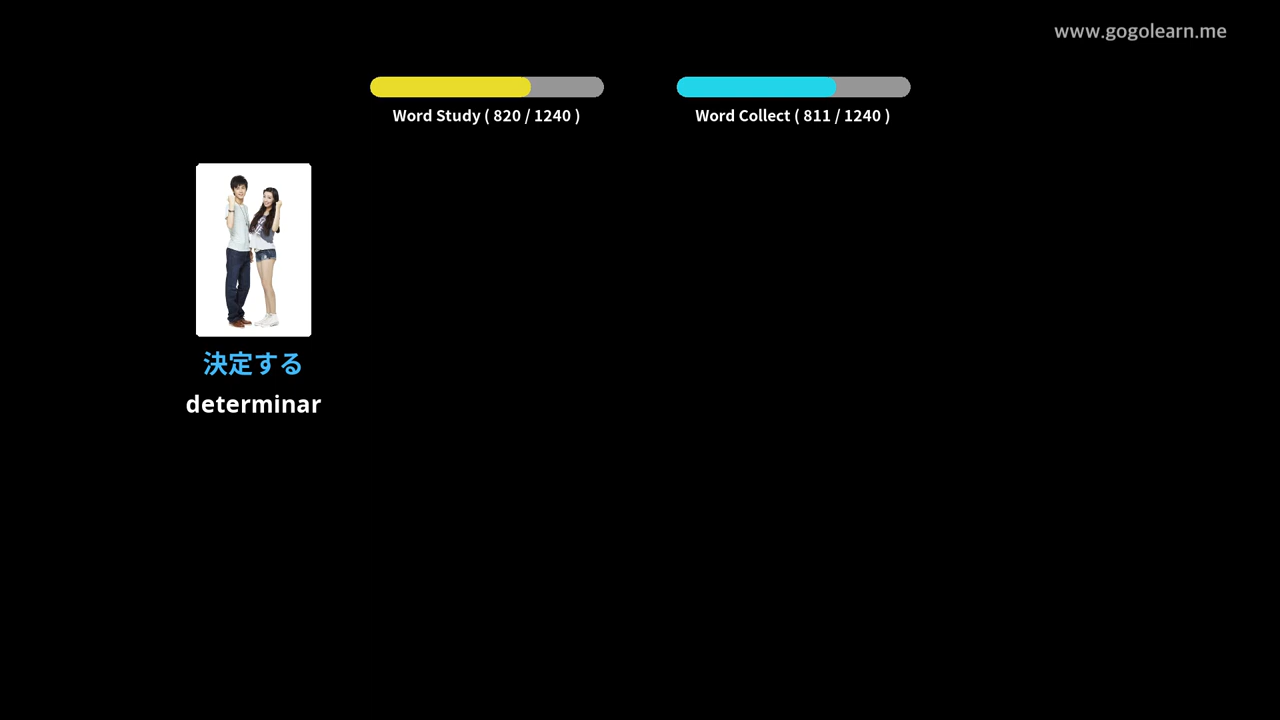 www.gogolearn.me
Word Study ( 820 / 1240 )
Word Collect ( 811 / 1240 )
決定する
determinar